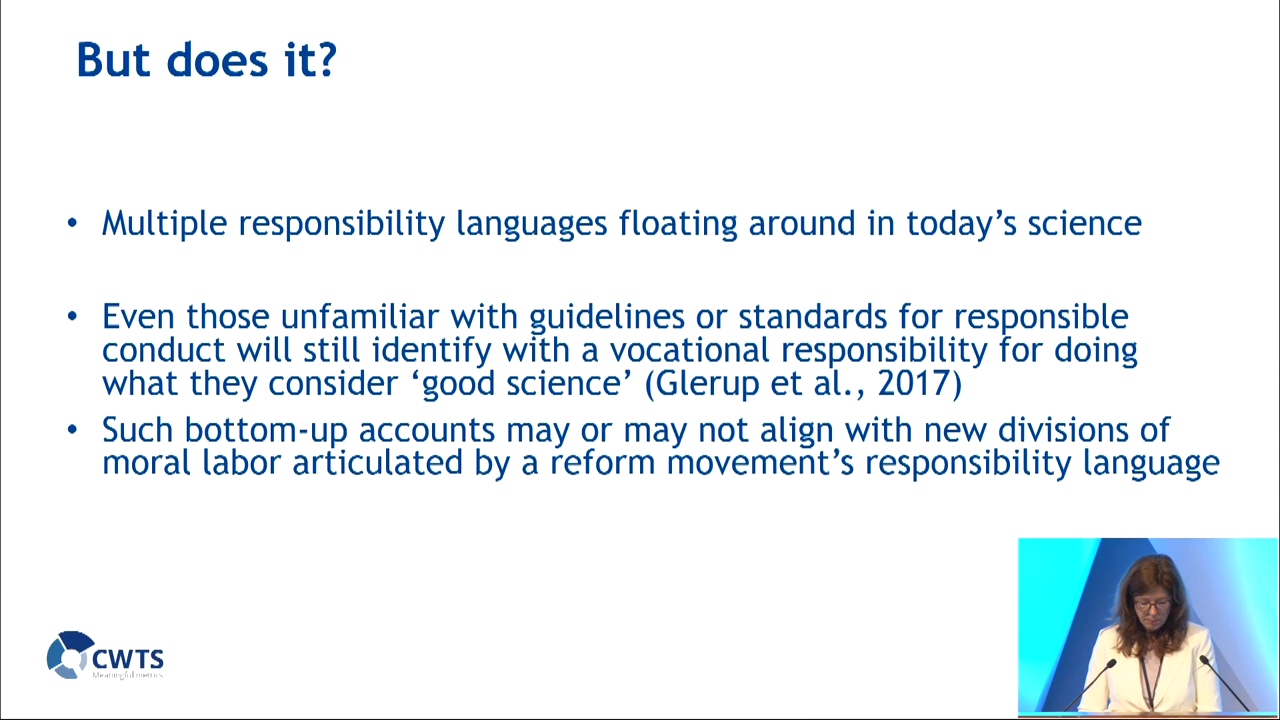 But does it?
• Multiple responsibility languages floating around in today’s science
• Even those unfamiliar with guidelines or standards for responsible
conduct will still identify with a vocational responsibility for doing
what they consider ‘good science’ (Glerup et al., 2017)
• Such bottom-up accounts may or may not align with new divisions of
moral labor articulated by a reform movement’s responsibility language
CWTS
Meaningful metrics